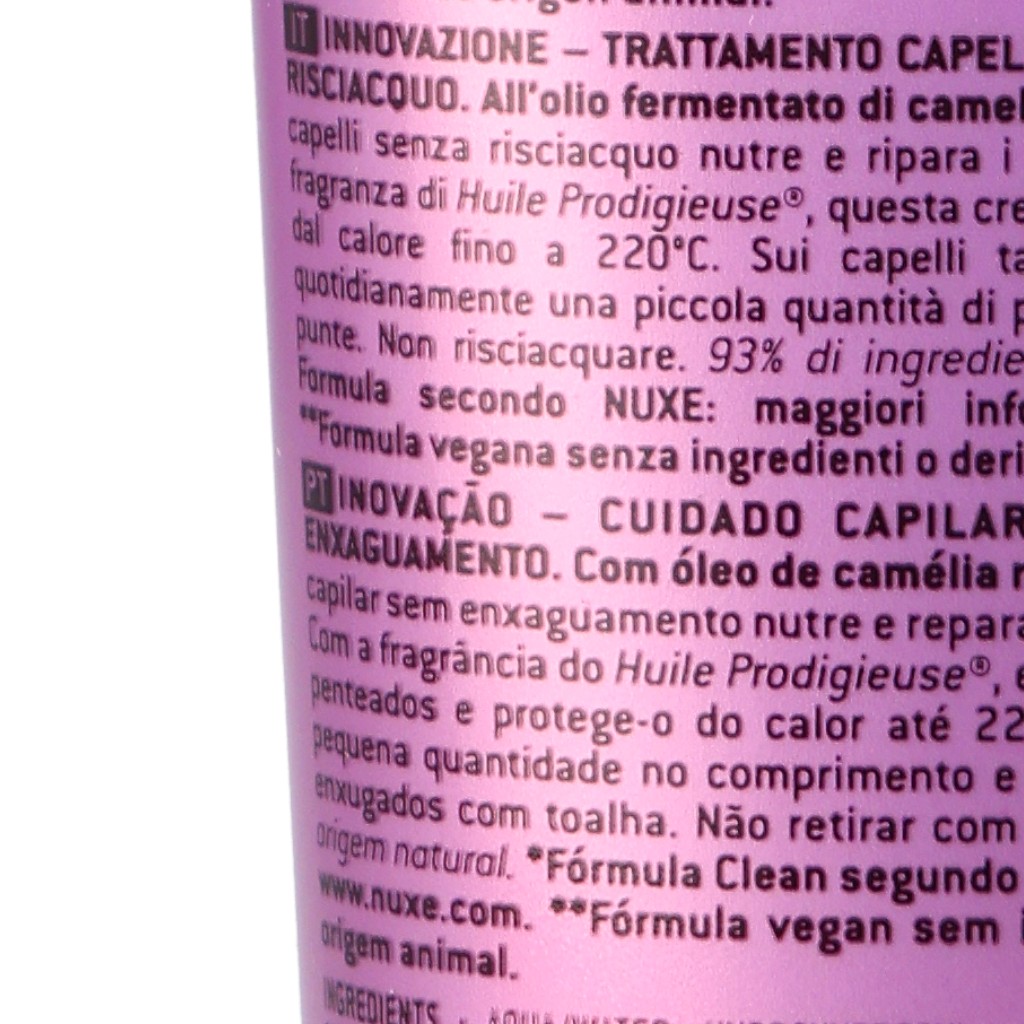 origem animal.
IT INNOVAZIONE – TRATTAMENTO CAPEL
RISCIACQUO. All'olio fermentato di camel
capelli senza risciacquo nutre e ripara i
fragranza di Huile Prodigieuse®, questa cre
dal calore fino a 220°C. Sui capelli ta
quotidianamente una piccola quantità di p
punte. Non risciacquare. 93% di ingredie
Formula secondo NUXE: maggiori info
**Formula vegana senza ingredienti o deri
PT INOVAÇÃO – CUIDADO CAPILAR
ENXAGUAMENTO. Com óleo de camélia
capilar sem enxaguamento nutre e repara
Com a fragrância do Huile Prodigieuse®,
penteados e protege-o do calor até 22
pequena quantidade no comprimento e
enxugados com toalha. Não retirar com
origem natural. *Fórmula Clean segundo
www.nuxe.com. **Fórmula vegan sem i
origem animal.
INGREDIENTS